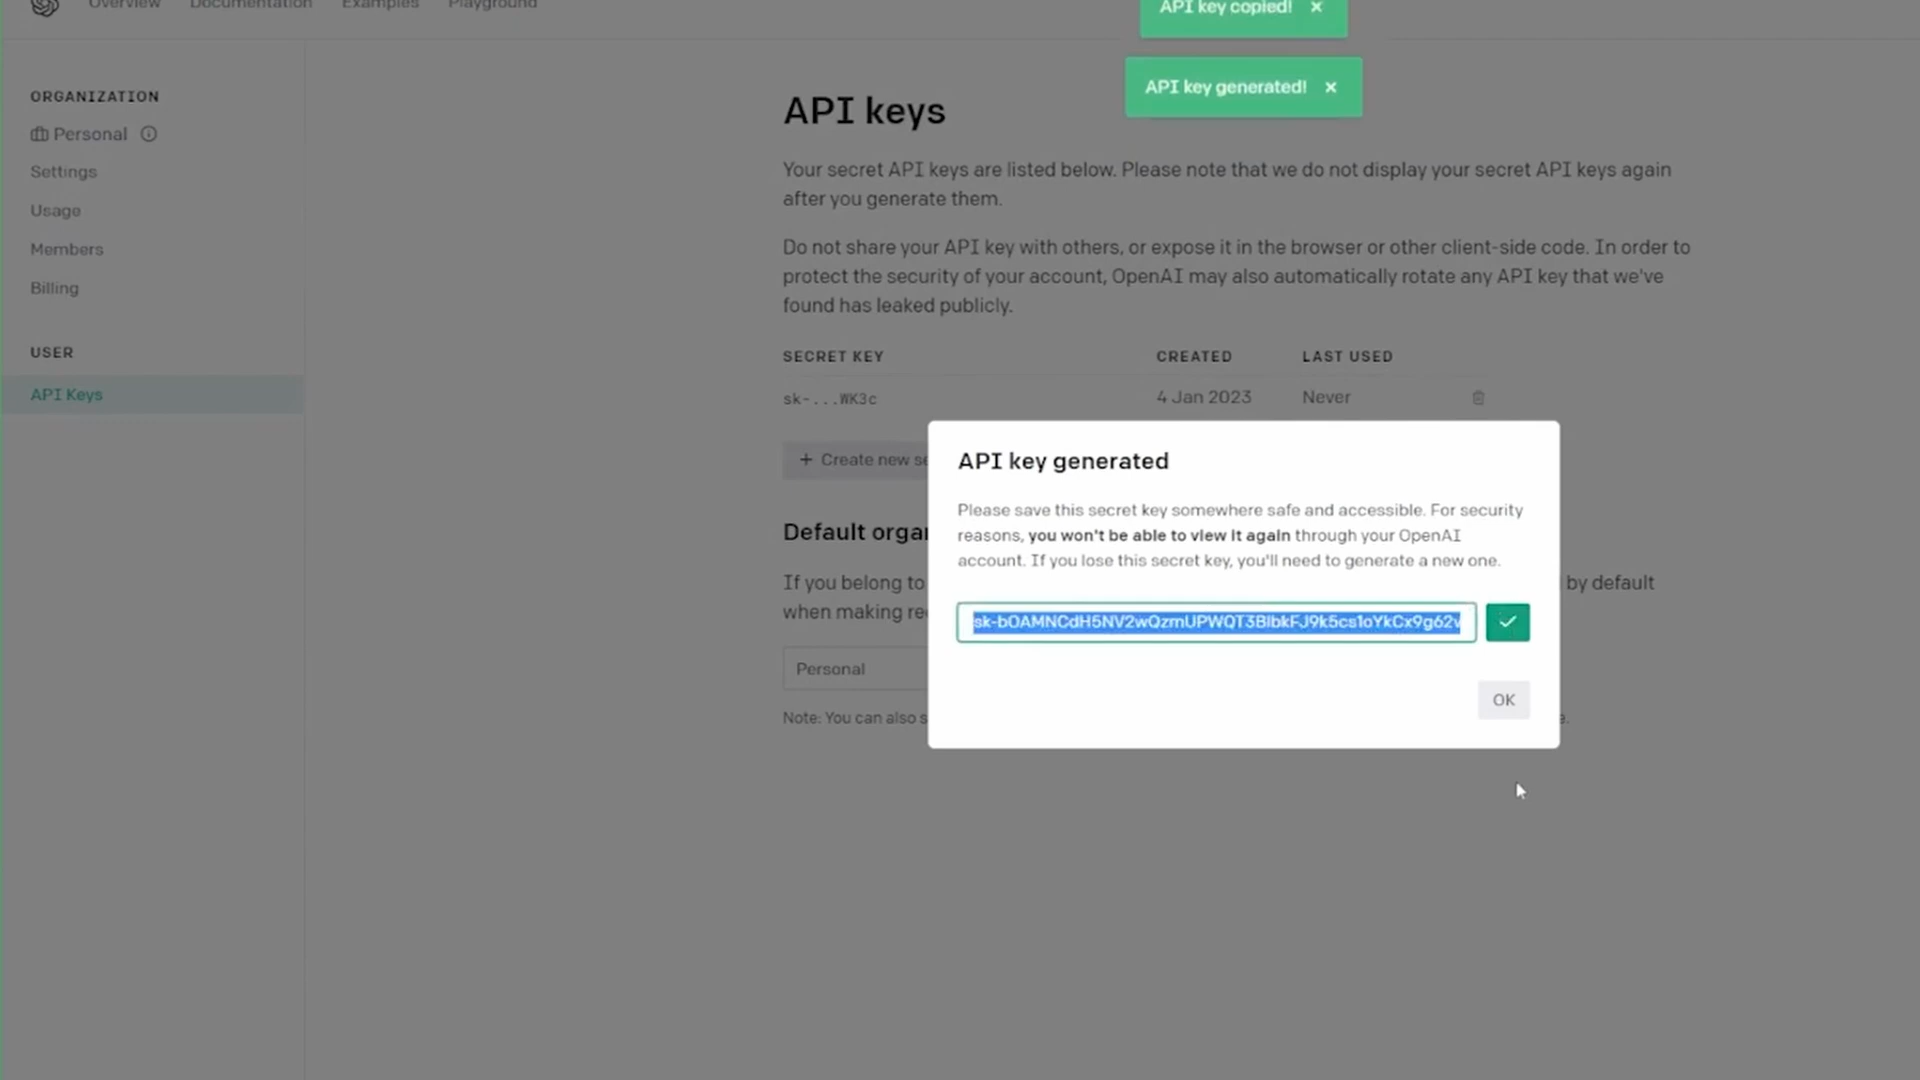 Overview Documentation Examples Playground
API key copied! ×
API key generated! ×
ORGANIZATION
Personal
Settings
Usage
Members
Billing
USER
API Keys
API keys
Your secret API keys are listed below. Please note that we do not display your secret API keys again
after you generate them.
Do not share your API key with others, or expose it in the browser or other client-side code. In order to
protect the security of your account, OpenAI may also automatically rotate any API key that we've
found has leaked publicly.
SECRET KEY CREATED LAST USED
sk-...WK3c 4 Jan 2023 Never
+ Create new se
API key generated
Please save this secret key somewhere safe and accessible. For security
reasons, you won't be able to view it again through your OpenAI
account. If you lose this secret key, you'll need to generate a new one.
OK
Default orga
If you belong to by default
when making re
Personal
Note: You can also s e.